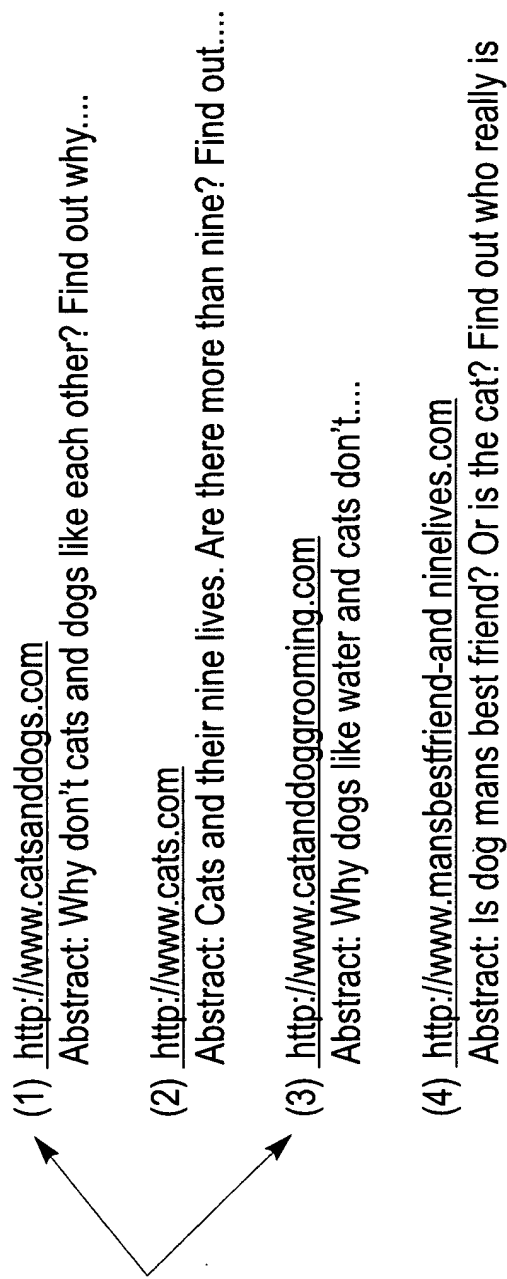 (1) http://www.catsanddogs.com
Abstract: Why don't cats and dogs like each other? Find out why....
(2) http://www.cats.com
Abstract: Cats and their nine lives. Are there more than nine? Find out....
(3) http://www.catanddoggrooming.com
Abstract: Why dogs like water and cats don't....
(4) http://www.mansbestfriend-and ninelives.com
Abstract: Is dog mans best friend? Or is the cat? Find out who really is